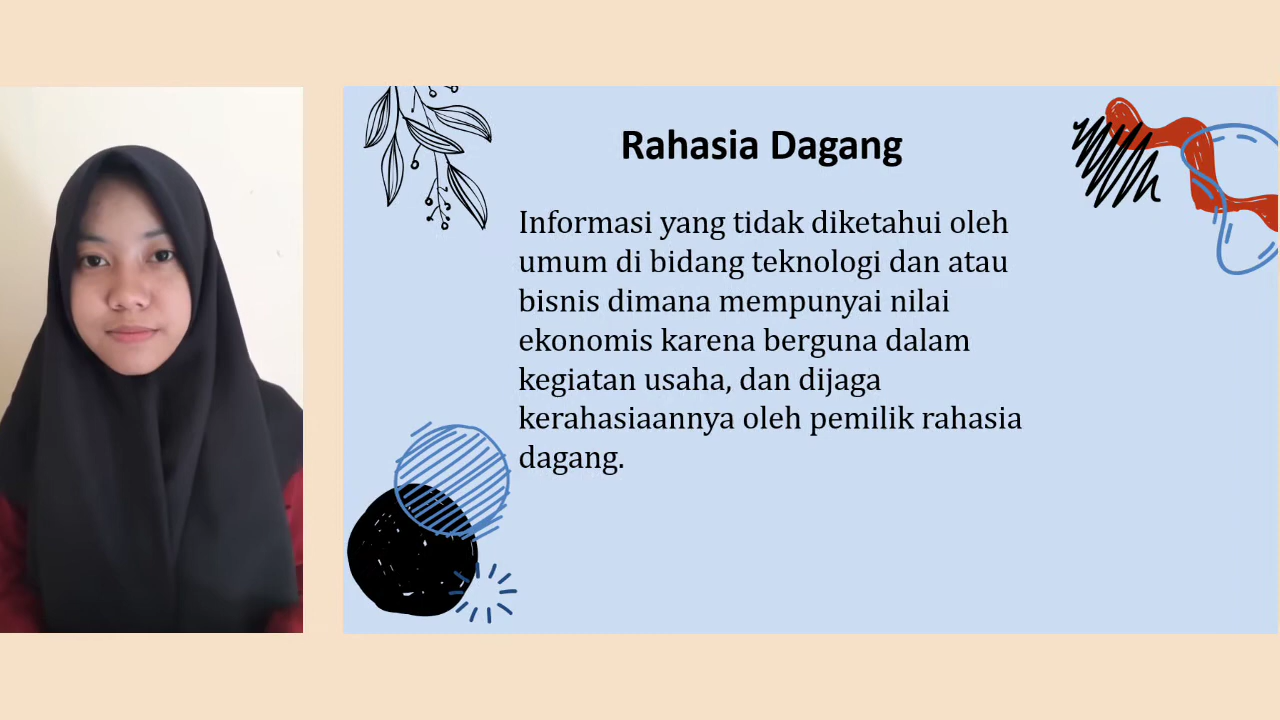 Rahasia Dagang
Informasi yang tidak diketahui oleh
umum di bidang teknologi dan atau
bisnis dimana mempunyai nilai
ekonomis karena berguna dalam
kegiatan usaha, dan dijaga
kerahasiaannya oleh pemilik rahasia
dagang.